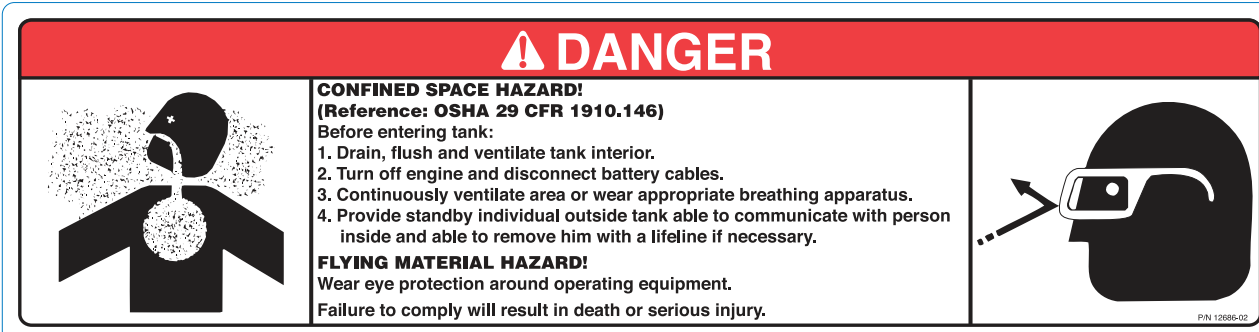 DANGER
CONFINED SPACE HAZARD!
(Reference: OSHA 29 CFR 1910.146)
Before entering tank:
1. Drain, flush and ventilate tank interior.
2. Turn off engine and disconnect battery cables.
3. Continuously ventilate area or wear appropriate breathing apparatus.
4. Provide standby individual outside tank able to communicate with person
inside and able to remove him with a lifeline if necessary.
FLYING MATERIAL HAZARD!
Wear eye protection around operating equipment.
Failure to comply will result in death or serious injury.
P/N 12686-02